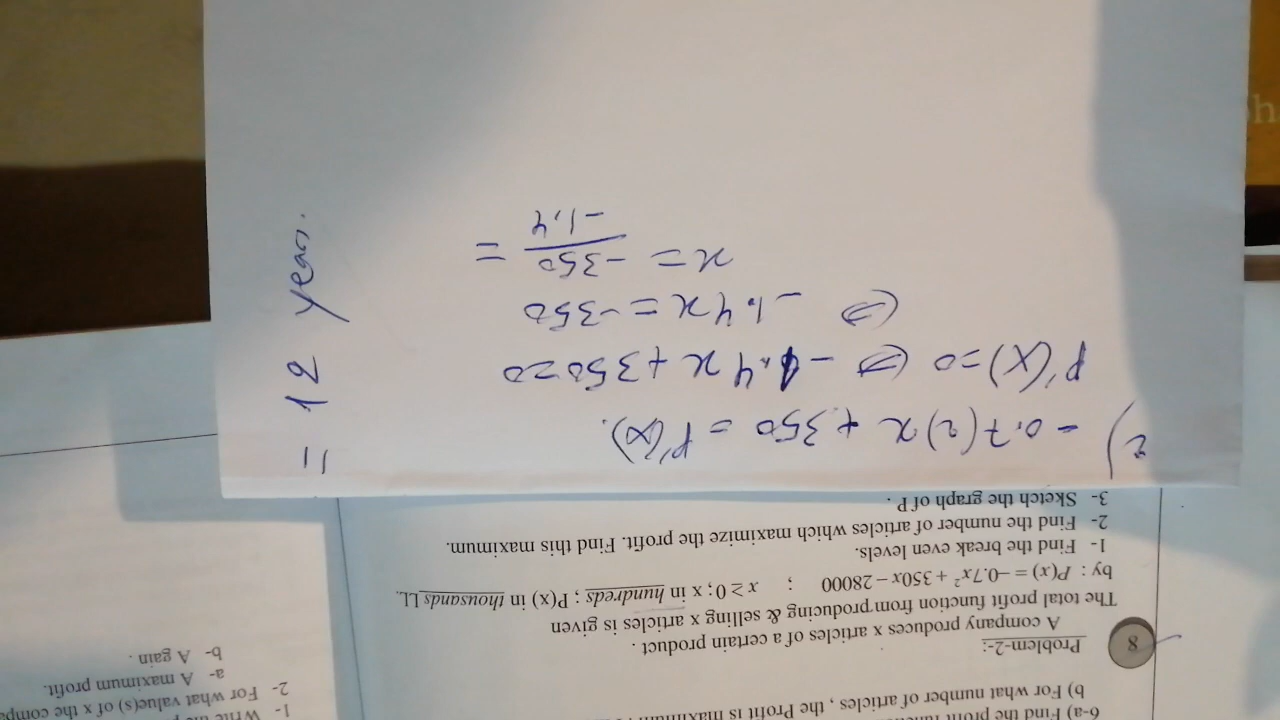 6-a) Find the profit
b) For what number of articles , the Profit is
8
Problem-2-:
A company produces x articles of a certain product .
The total profit function from producing & selling x articles is given
by : P(x) = −0.7x² + 350x − 28000 ; x ≥ 0 ; x in hundreds ; P(x) in thousands LL.
1- Find the break even levels.
2- Find the number of articles which maximize the profit. Find this maximum.
3- Sketch the graph of P .
1- Write the
2- For what value(s) of x the
a- A maximum profit.
b- A gain .
2) -0.7(2)x + 350 = P'(x).
P'(x) = 0 ⇔ -1.4x + 350=0
⇔ -1.4x = -350
x = -350/-1.4 =
= 12 years.